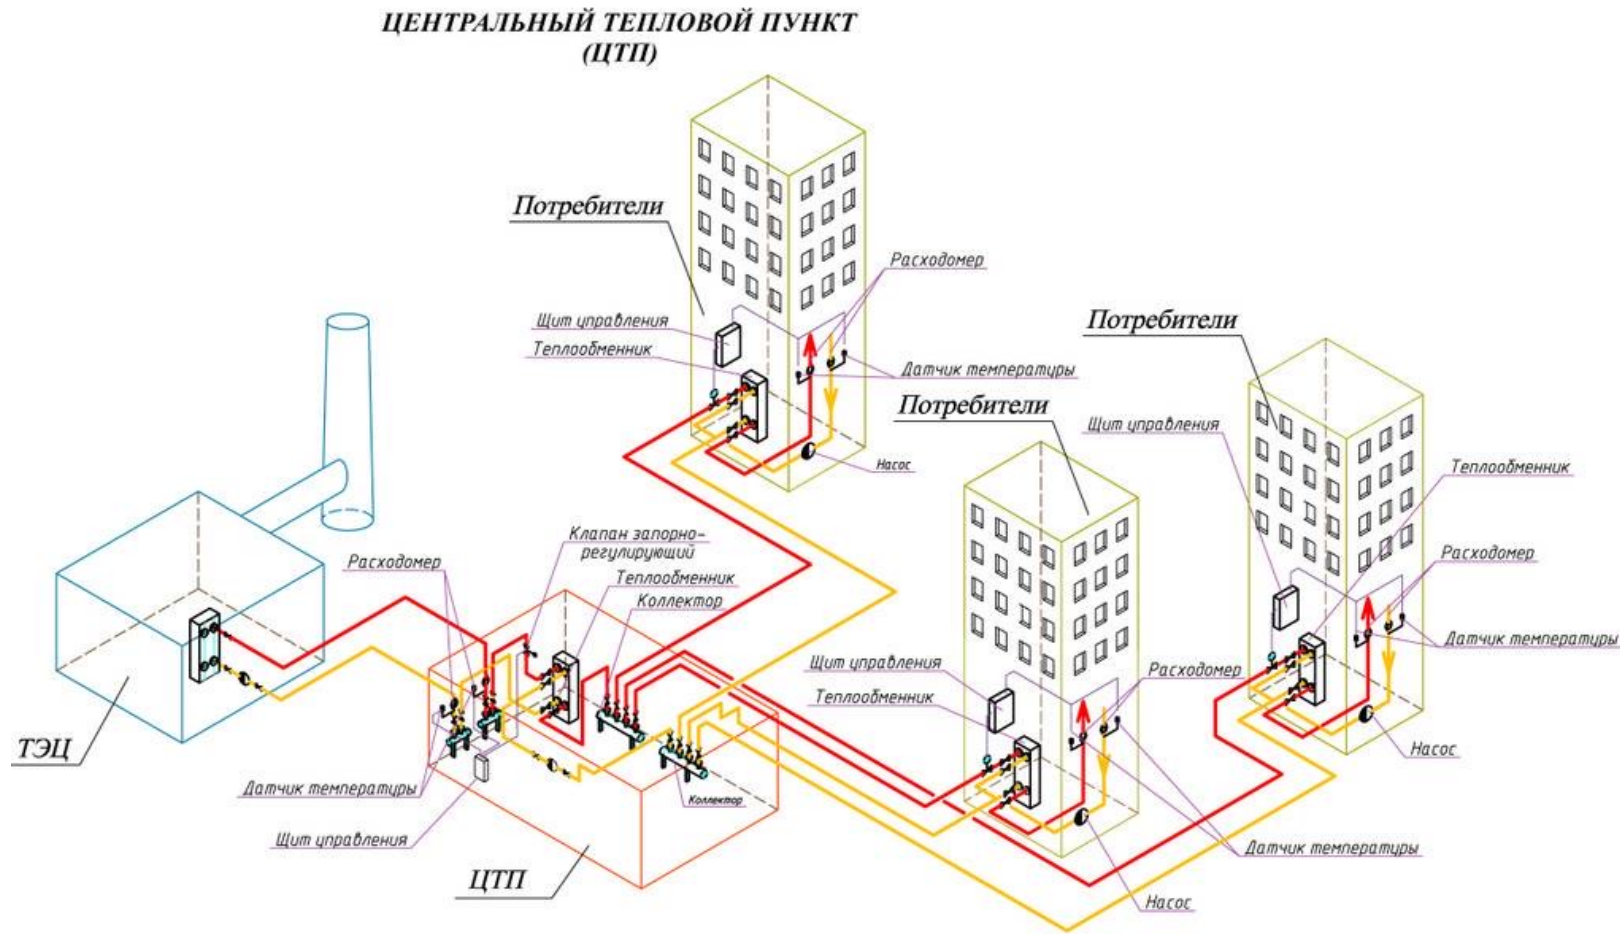 ЦЕНТРАЛЬНЫЙ ТЕПЛОВОЙ ПУНКТ
(ЦТП)
Потребители
Расходомер
Щит управления
Теплообменник
Датчик температуры
Насос
Потребители
Потребители
Щит управления
Теплообменник
Расходомер
Датчик температуры
Насос
Клапан запорно-
регулирующий
Расходомер
Теплообменник
Коллектор
Щит управления
Теплообменник
Расходомер
Датчик температуры
Насос
ТЭЦ
Датчик температуры
Коллектор
Щит управления
ЦТП